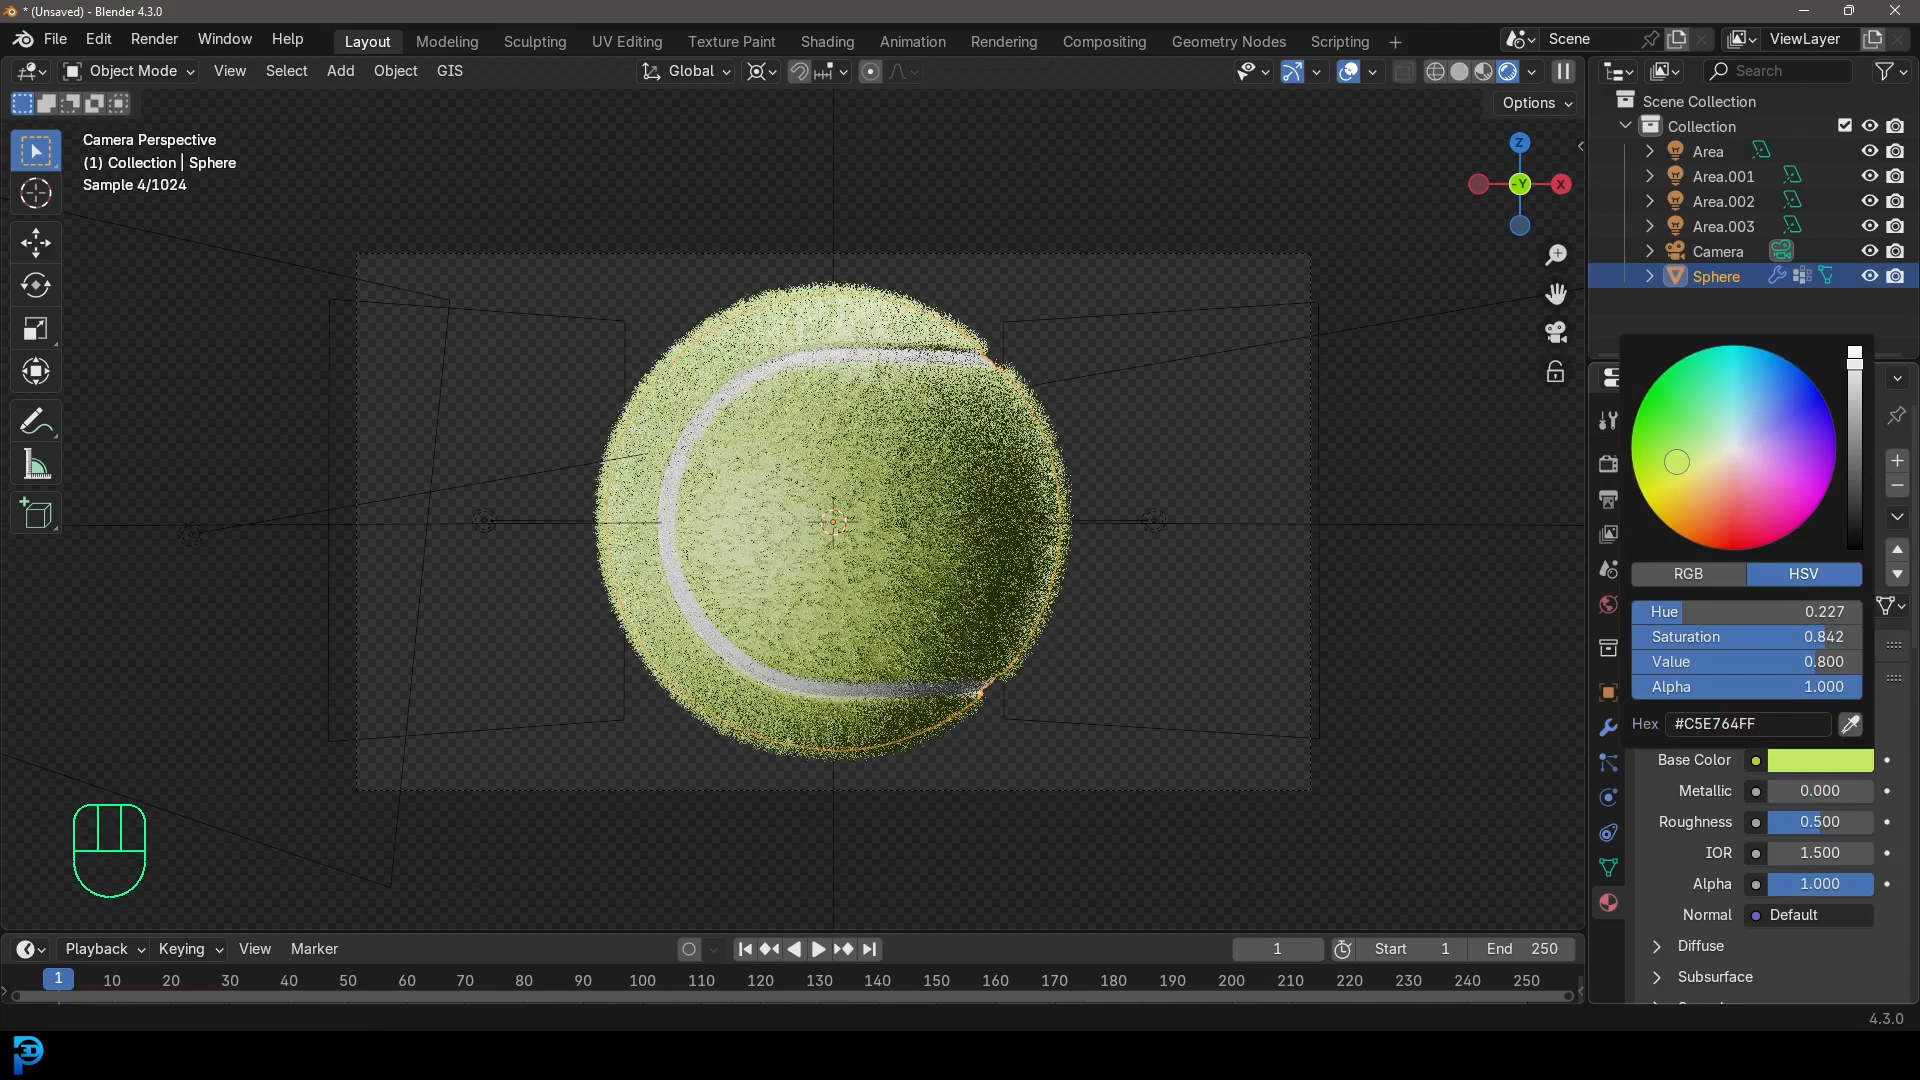 * (Unsaved) - Blender 4.3.0
File Edit Render Window Help
Layout Modeling Sculpting UV Editing Texture Paint Shading Animation Rendering Compositing Geometry Nodes Scripting
Scene ViewLayer
Object Mode View Select Add Object GIS Global
Search
Options
Camera Perspective
(1) Collection | Sphere
Sample 4/1024
Z
-Y
X
Scene Collection
Collection
Area
Area.001
Area.002
Area.003
Camera
Sphere
RGB HSV
Hue 0.227
Saturation 0.842
Value 0.800
Alpha 1.000
Hex #C5E764FF
Base Color
Metallic 0.000
Roughness 0.500
IOR 1.500
Alpha 1.000
Normal Default
Diffuse
Subsurface
Playback Keying View Marker 1 Start 1 End 250
1 10 20 30 40 50 60 70 80 90 100 110 120 130 140 150 160 170 180 190 200 210 220 230 240 250
4.3.0